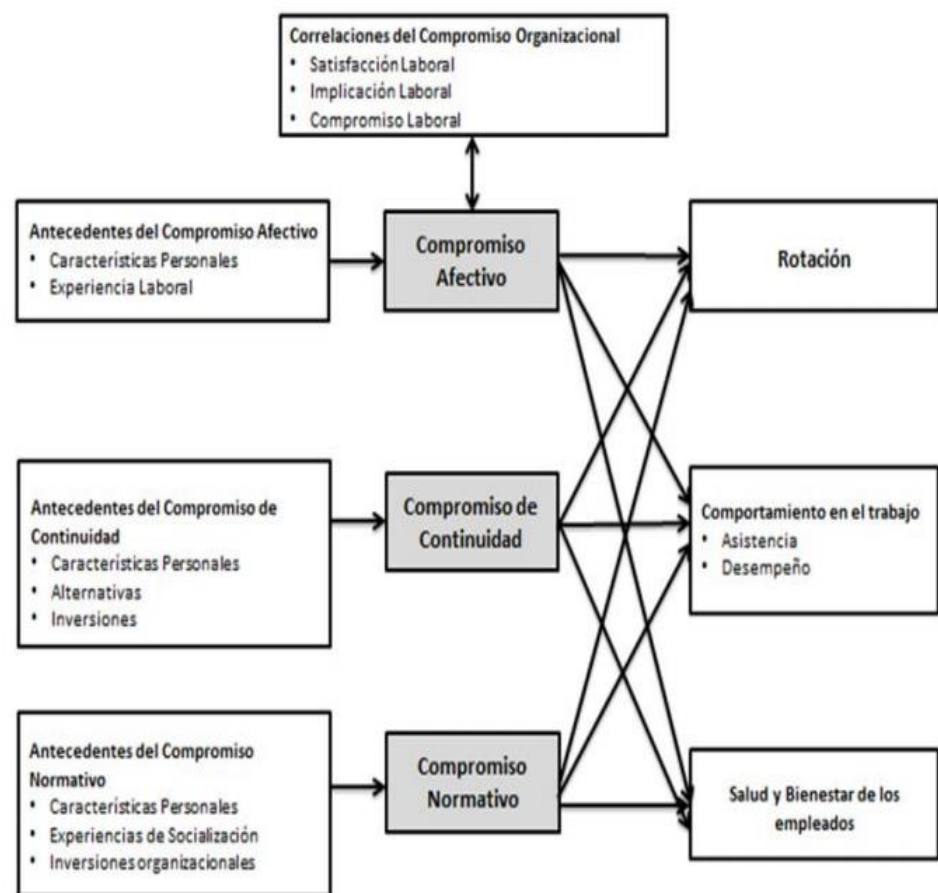 Correlaciones del Compromiso Organizacional
• Satisfacción Laboral
• Implicación Laboral
• Compromiso Laboral
Antecedentes del Compromiso Afectivo
• Características Personales
• Experiencia Laboral
Compromiso
Afectivo
Rotación
Antecedentes del Compromiso de
Continuidad
• Características Personales
• Alternativas
• Inversiones
Compromiso de
Continuidad
Comportamiento en el trabajo
• Asistencia
• Desempeño
Antecedentes del Compromiso
Normativo
• Características Personales
• Experiencias de Socialización
• Inversiones organizacionales
Compromiso
Normativo
Salud y Bienestar de los
empleados